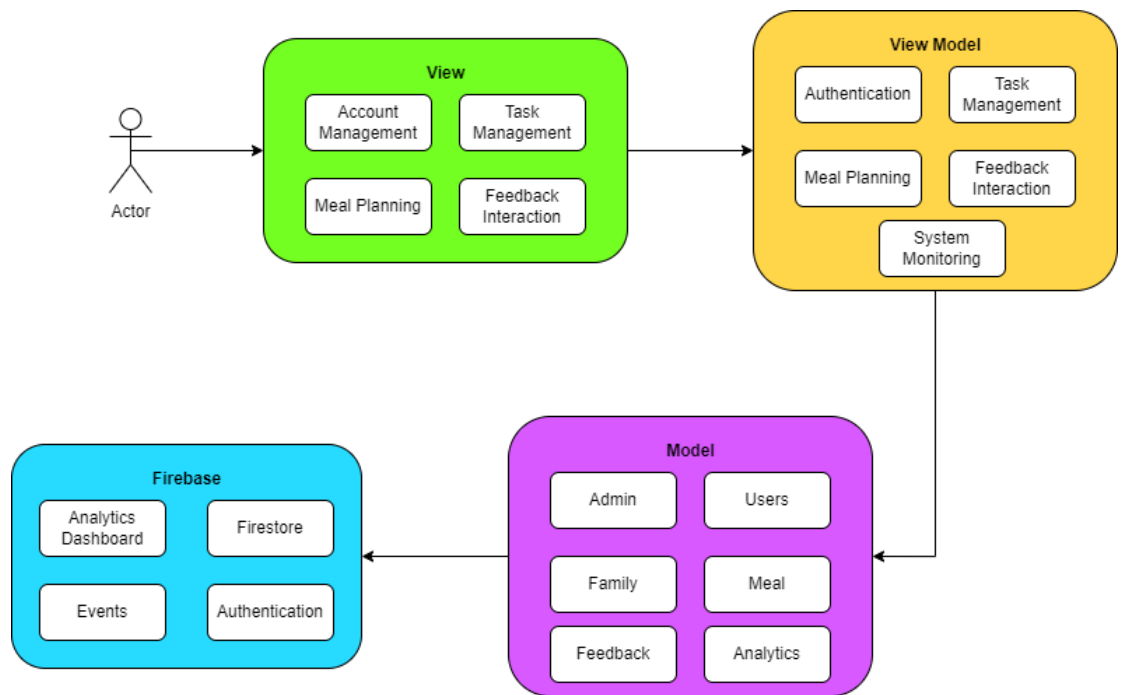 View
Account
Management
Task
Management
Meal Planning
Feedback
Interaction
Actor
View Model
Authentication
Task
Management
Meal Planning
Feedback
Interaction
System
Monitoring
Firebase
Analytics
Dashboard
Firestore
Events
Authentication
Model
Admin
Users
Family
Meal
Feedback
Analytics